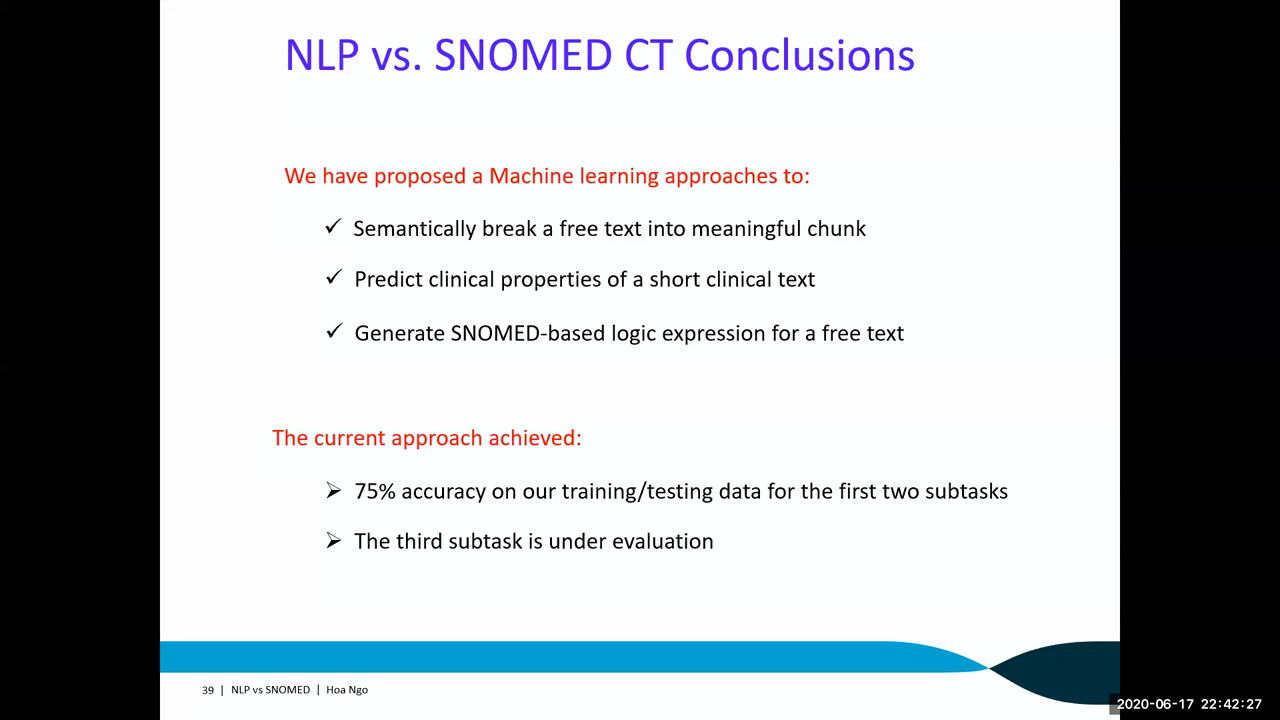 NLP vs. SNOMED CT Conclusions
We have proposed a Machine learning approaches to:
✓ Semantically break a free text into meaningful chunk
✓ Predict clinical properties of a short clinical text
✓ Generate SNOMED-based logic expression for a free text
The current approach achieved:
➢ 75% accuracy on our training/testing data for the first two subtasks
➢ The third subtask is under evaluation
39 | NLP vs SNOMED | Hoa Ngo
2020-06-17 22:42:27